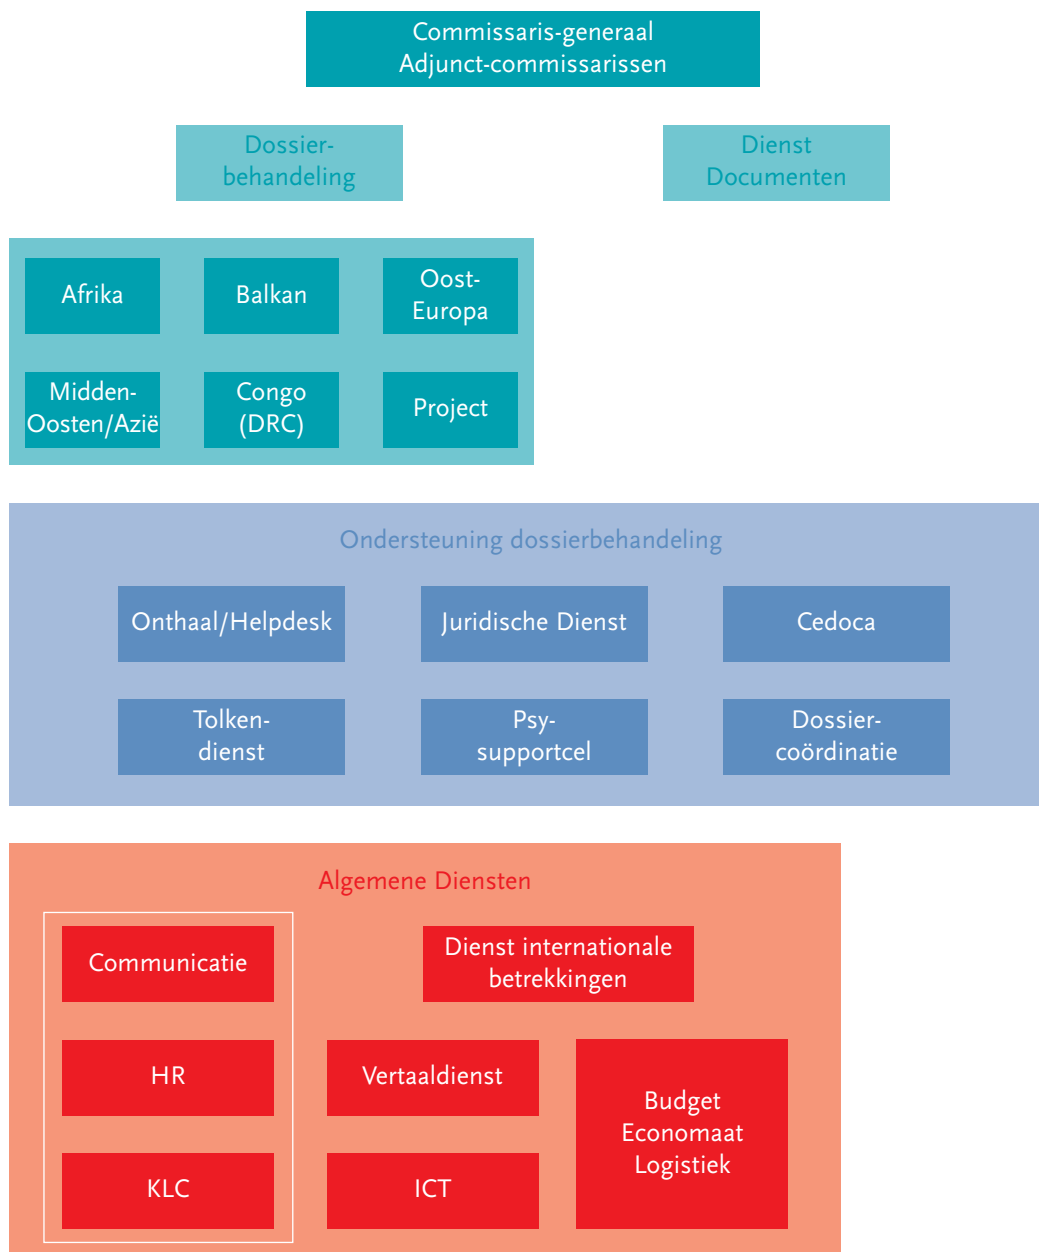 Commissaris-generaal
Adjunct-commissarissen
Dossier-
behandeling
Dienst
Documenten
Afrika
Balkan
Oost-
Europa
Midden-
Oosten/Azië
Congo
(DRC)
Project
Ondersteuning dossierbehandeling
Onthaal/Helpdesk
Juridische Dienst
Cedoca
Tolken-
dienst
Psy-
supportcel
Dossier-
coördinatie
Algemene Diensten
Communicatie
Dienst internationale
betrekkingen
HR
Vertaaldienst
Budget
Economaat
Logistiek
KLC
ICT